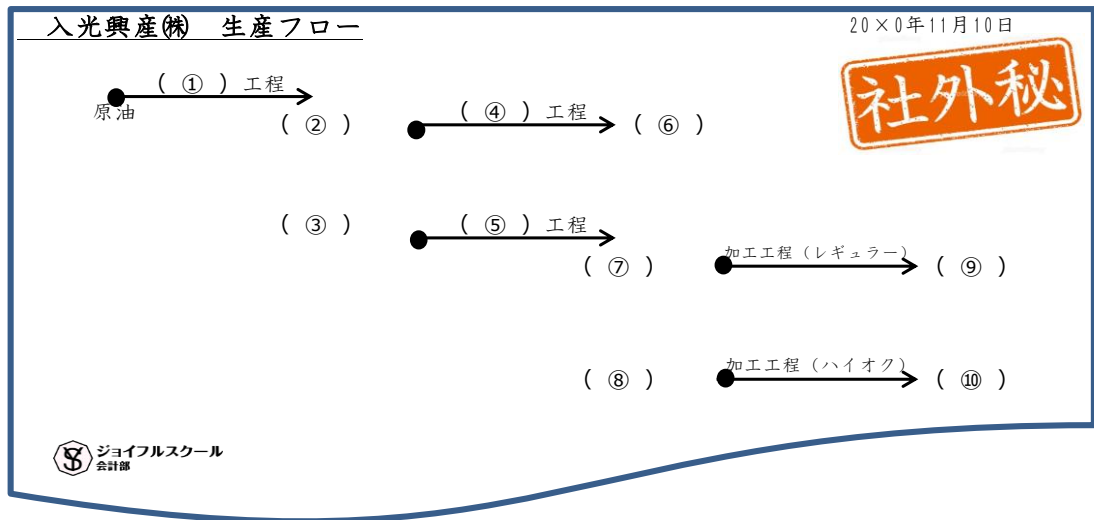 入光興産㈱　生産フロー
20×0年11月10日
社外秘
（ ① ）工程
原油
（ ② ）
（ ④ ）工程
（ ⑥ ）
（ ③ ）
（ ⑤ ）工程
（ ⑦ ）
加工工程（レギュラー）
（ ⑨ ）
（ ⑧ ）
加工工程（ハイオク）
（ ⑩ ）
ジョイフルスクール
会計部